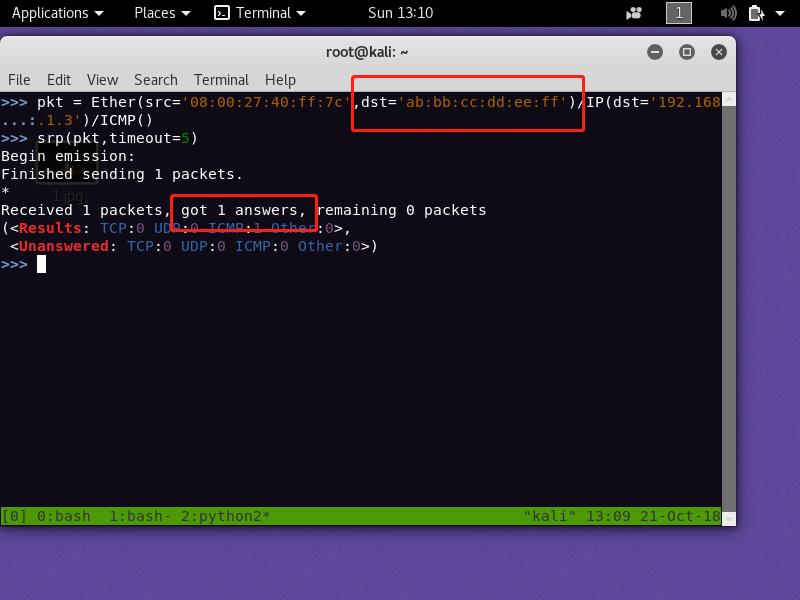 Applications Places Terminal Sun 13:10 1
root@kali: ~
File Edit View Search Terminal Help
>>> pkt = Ether(src='08:00:27:40:ff:7c',dst='ab:bb:cc:dd:ee:ff')/IP(dst='192.168
...:.1.3')/ICMP()
>>> srp(pkt,timeout=5)
Begin emission:
Finished sending 1 packets.
*
1.jpg
Received 1 packets, got 1 answers, remaining 0 packets
(<Results: TCP:0 UDP:0 ICMP:1 Other:0>,
<Unanswered: TCP:0 UDP:0 ICMP:0 Other:0>)
>>>
[0] 0:bash 1:bash- 2:python2* "kali" 13:09 21-Oct-18